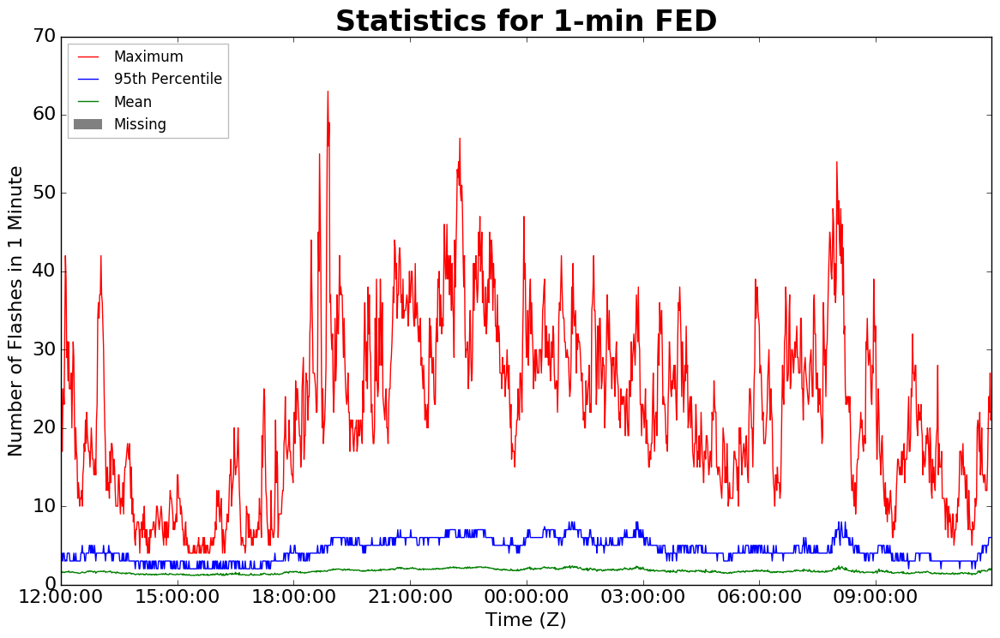 Statistics for 1-min FED
Number of Flashes in 1 Minute
70
60
50
40
30
20
10
0
Maximum
95th Percentile
Mean
Missing
12:00:00 15:00:00 18:00:00 21:00:00 00:00:00 03:00:00 06:00:00 09:00:00
Time (Z)